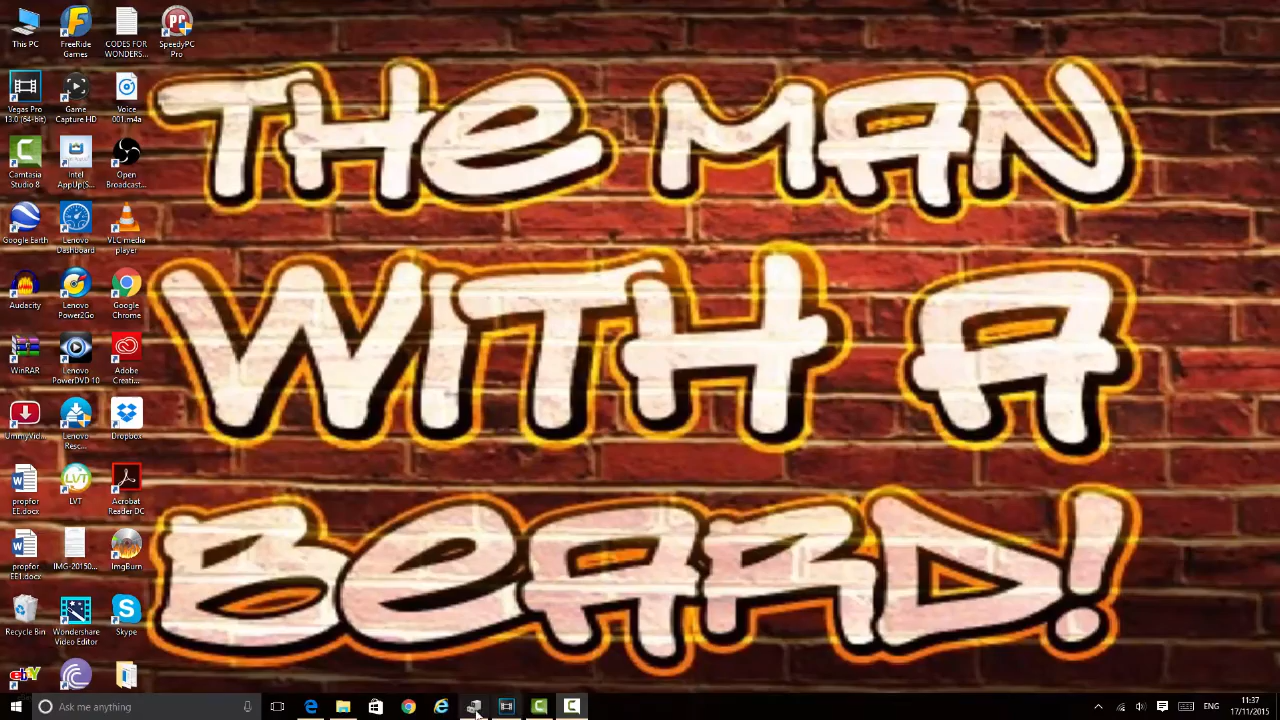 This PC
FreeRide Games
CODES FOR WONDERS...
SpeedyPC Pro
Vegas Pro 13.0 (64-bit)
Game Capture HD
Voice 001.m4a
Camtasia Studio 8
Intel AppUp(S...
Open Broadcast...
Google Earth
Lenovo Dashboard
VLC media player
Audacity
Lenovo Power2Go
Google Chrome
WinRAR
Lenovo PowerDVD 10
Adobe Creati...
UmmyVid...
Lenovo Resc...
Dropbox
propfor EE.docx
LVT
Acrobat Reader DC
propfor EE1.docx
IMG-20150...
ImgBurn
Recycle Bin
Wondershare Video Editor
Skype
ebY
THE MAN
WITH A
BEARD!
Ask me anything
ENG
11:37
17/11/2015